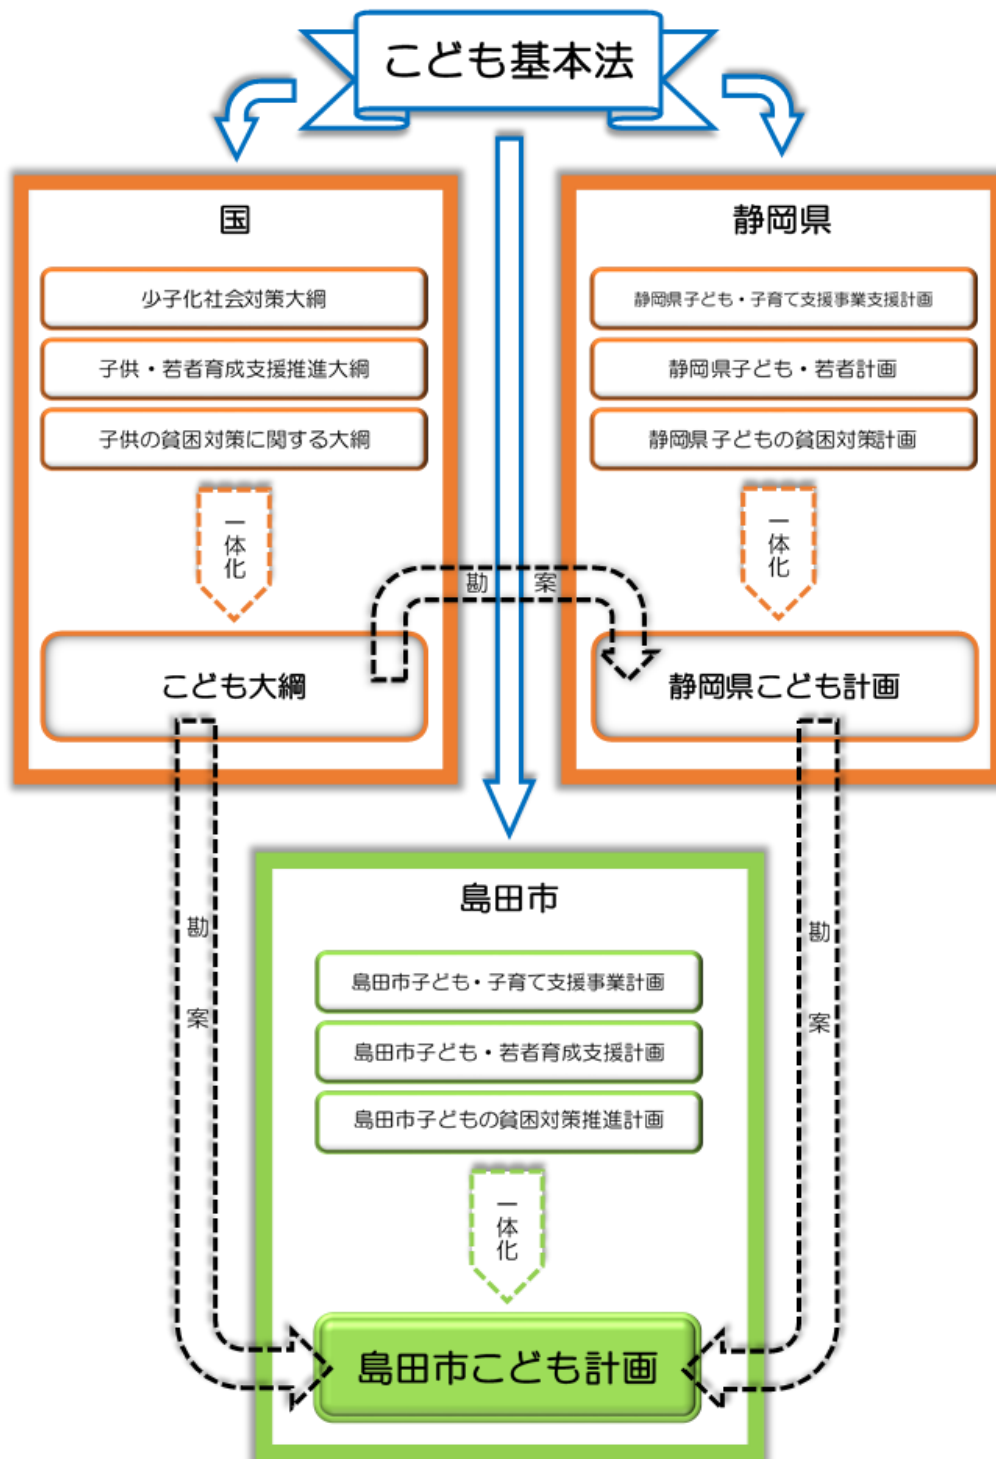 こども基本法
国
少子化社会対策大綱
子供・若者育成支援推進大綱
子供の貧困対策に関する大綱
一体化
こども大綱
静岡県
静岡県子ども・子育て支援事業支援計画
静岡県子ども・若者計画
静岡県子どもの貧困対策計画
一体化
静岡県こども計画
勘案
勘案
勘案
島田市
島田市子ども・子育て支援事業計画
島田市子ども・若者育成支援計画
島田市子どもの貧困対策推進計画
一体化
島田市こども計画